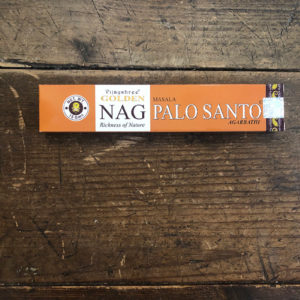 Vijayshree
GOLDEN
NAG
Richness of Nature
MASALA
PALO SANTO
AGARBATHI